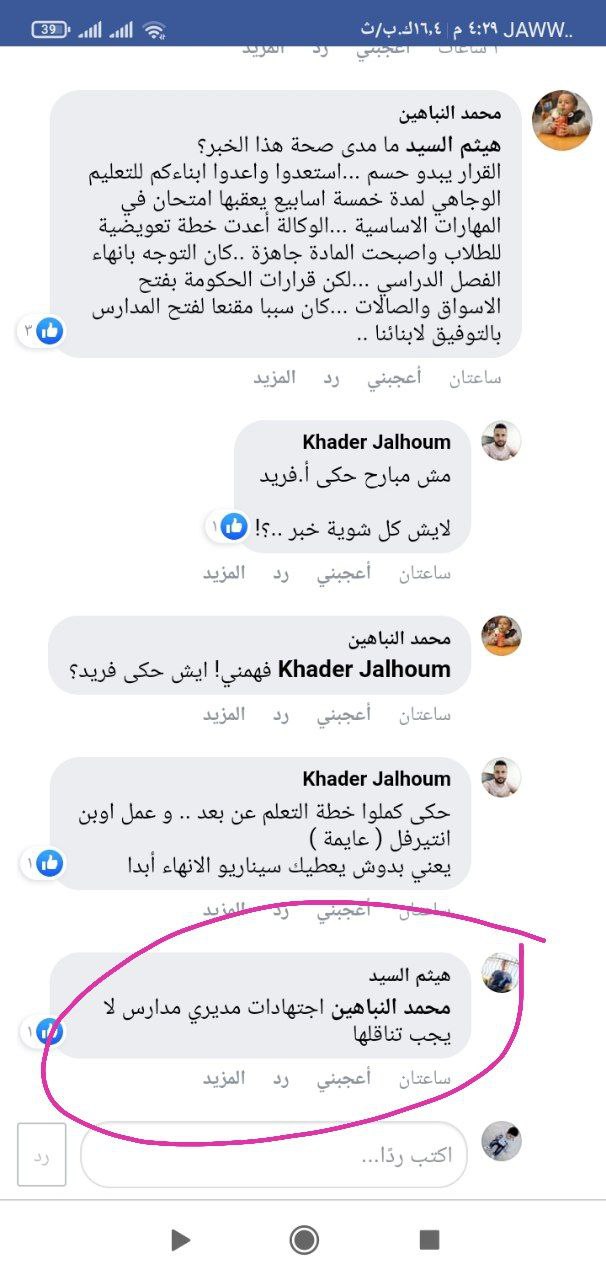 39 ٤:٢٩ م | ١٦,٤ك.ب/ث JAWW..
ساعات أعجبني رد المزيد
محمد النباهين
هيثم السيد ما مدى صحة هذا الخبر؟
القرار يبدو حسم ...استعدوا واعدوا ابناءكم للتعليم
الوجاهي لمدة خمسة اسابيع يعقبها امتحان في
المهارات الاساسية ...الوكالة أعدت خطة تعويضية
للطلاب واصبحت المادة جاهزة ..كان التوجه بانهاء
الفصل الدراسي ...لكن قرارات الحكومة بفتح
الاسواق والصالات ...كان سببا مقنعا لفتح المدارس
بالتوفيق لابنائنا ..
٣
ساعتان أعجبني رد المزيد
Khader Jalhoum
مش مبارح حكى أ.فريد
لايش كل شوية خبر ..؟!
١
ساعتان أعجبني رد المزيد
محمد النباهين
Khader Jalhoum فهمني! ايش حكى فريد؟
ساعتان أعجبني رد المزيد
Khader Jalhoum
حكى كملوا خطة التعلم عن بعد .. و عمل اوبن
انتيرفل ( عايمة )
يعني بدوش يعطيك سيناريو الانهاء أبدا
١
ساعتان أعجبني رد المزيد
هيثم السيد
محمد النباهين اجتهادات مديري مدارس لا
يجب تناقلها
١
ساعتان أعجبني رد المزيد
اكتب ردًا...
رد